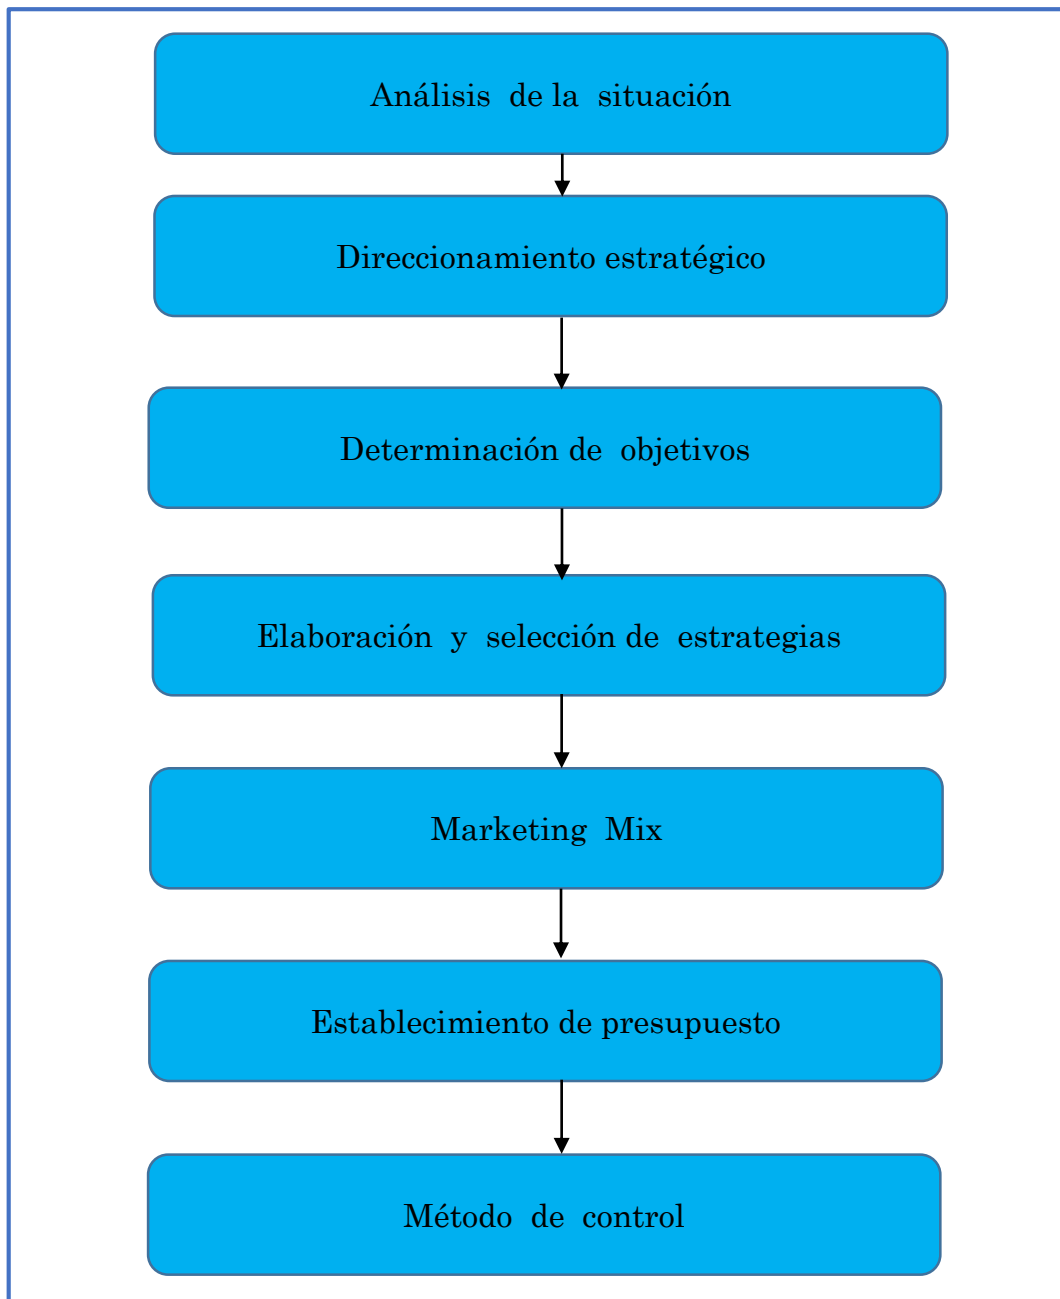 Análisis de la situación
Direccionamiento estratégico
Determinación de objetivos
Elaboración y selección de estrategias
Marketing Mix
Establecimiento de presupuesto
Método de control